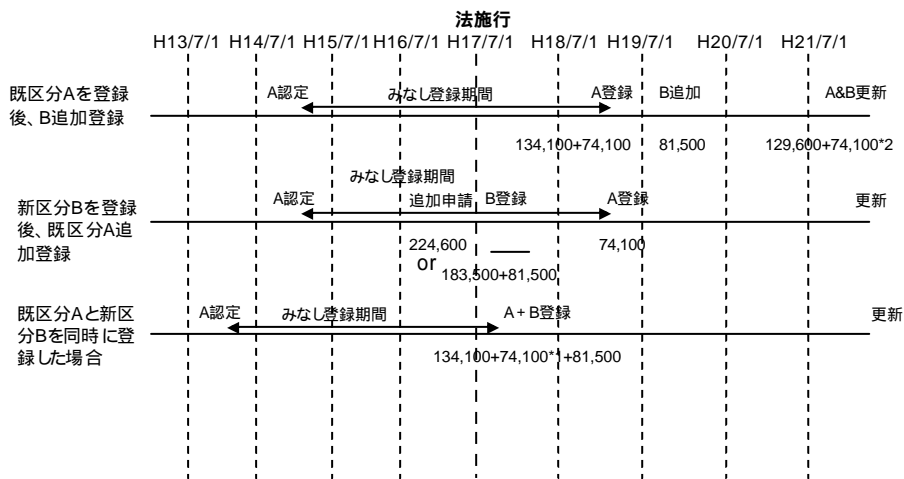 法施行
H13/7/1 H14/7/1 H15/7/1 H16/7/1 H17/7/1 H18/7/1 H19/7/1 H20/7/1 H21/7/1
既区分Aを登録
後、B追加登録
A認定 みなし登録期間 A登録 B追加 A&B更新
134,100+74,100 81,500 129,600+74,100*2
みなし登録期間
新区分Bを登録
後、既区分A追
加登録
A認定 追加申請 B登録 A登録 更新
224,600 74,100
or 183,500+81,500
既区分Aと新区
分Bを同時に登
録した場合
A認定 みなし登録期間 A+B登録 更新
134,100+74,100*1+81,500